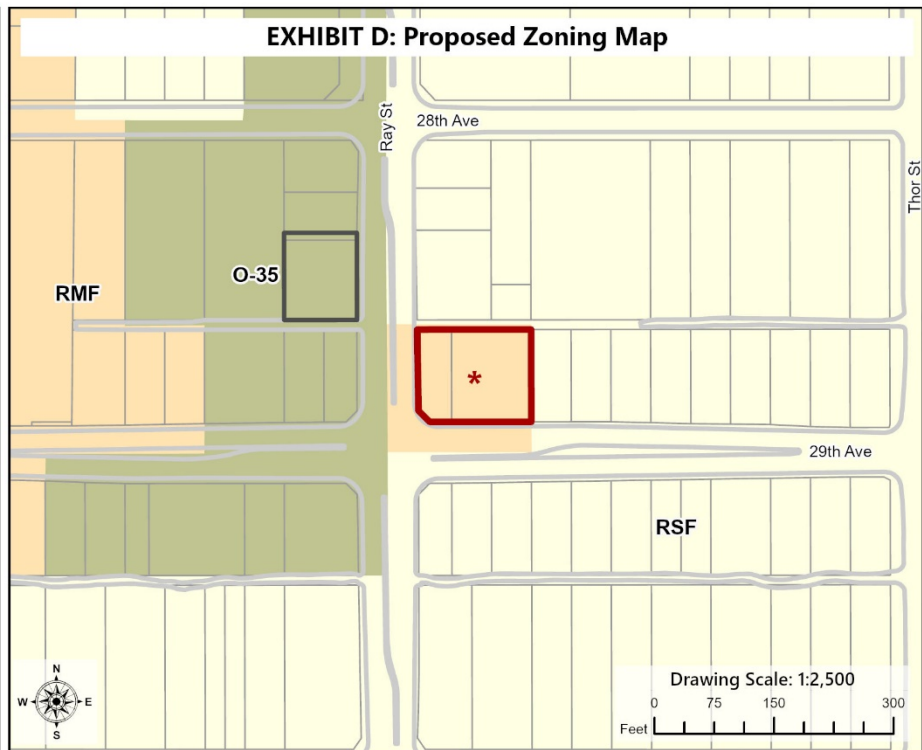 EXHIBIT D: Proposed Zoning Map
Ray St
28th Ave
Thor St
O-35
RMF
*
29th Ave
RSF
N
W E
S
Drawing Scale: 1:2,500
0 75 150 300
Feet